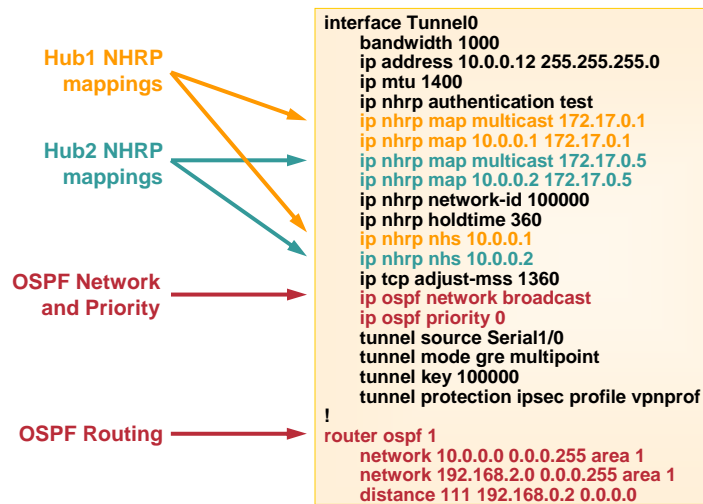 Hub1 NHRP
mappings
Hub2 NHRP
mappings
OSPF Network
and Priority
OSPF Routing
interface Tunnel0
bandwidth 1000
ip address 10.0.0.12 255.255.255.0
ip mtu 1400
ip nhrp authentication test
ip nhrp map multicast 172.17.0.1
ip nhrp map 10.0.0.1 172.17.0.1
ip nhrp map multicast 172.17.0.5
ip nhrp map 10.0.0.2 172.17.0.5
ip nhrp network-id 100000
ip nhrp holdtime 360
ip nhrp nhs 10.0.0.1
ip nhrp nhs 10.0.0.2
ip tcp adjust-mss 1360
ip ospf network broadcast
ip ospf priority 0
tunnel source Serial1/0
tunnel mode gre multipoint
tunnel key 100000
tunnel protection ipsec profile vpnprof
!
router ospf 1
network 10.0.0.0 0.0.0.255 area 1
network 192.168.2.0 0.0.0.255 area 1
distance 111 192.168.0.2 0.0.0.0